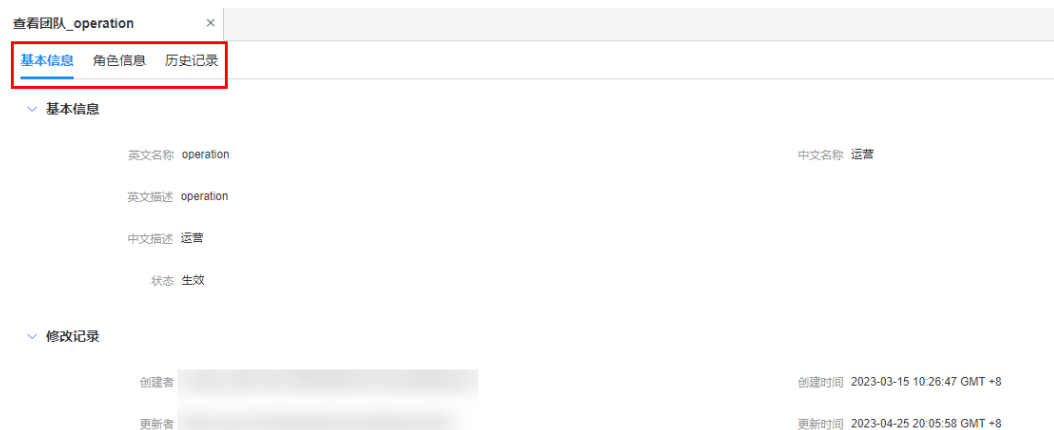 查看团队_operation ×
基本信息 角色信息 历史记录
基本信息
英文名称 operation 中文名称 运营
英文描述 operation
中文描述 运营
状态 生效
修改记录
创建者 创建时间 2023-03-15 10:26:47 GMT +8
更新者 更新时间 2023-04-25 20:05:58 GMT +8